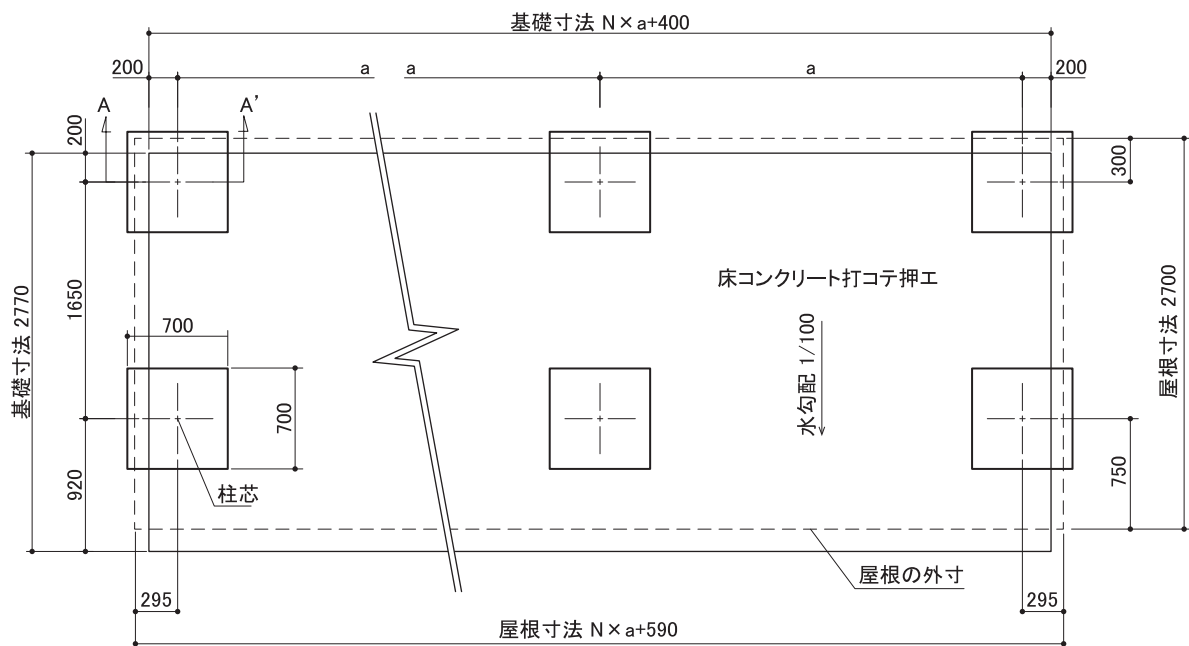 基礎寸法 N×a+400
200
a
a
a
200
A
A'
200
300
床コンクリート打コテ押エ
1650
基礎寸法 2770
屋根寸法 2700
700
水勾配 1/100
700
920
750
柱芯
屋根の外寸
295
295
屋根寸法 N×a+590